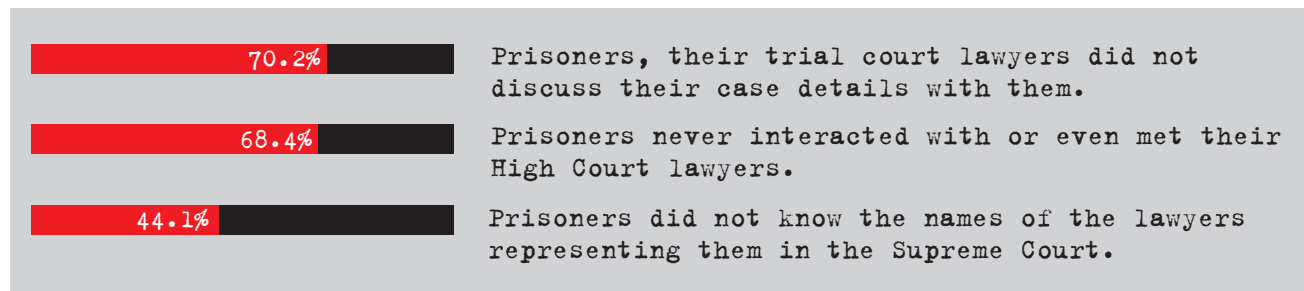 70.2%
Prisoners, their trial court lawyers did not
discuss their case details with them.
68.4%
Prisoners never interacted with or even met their
High Court lawyers.
44.1%
Prisoners did not know the names of the lawyers
representing them in the Supreme Court.